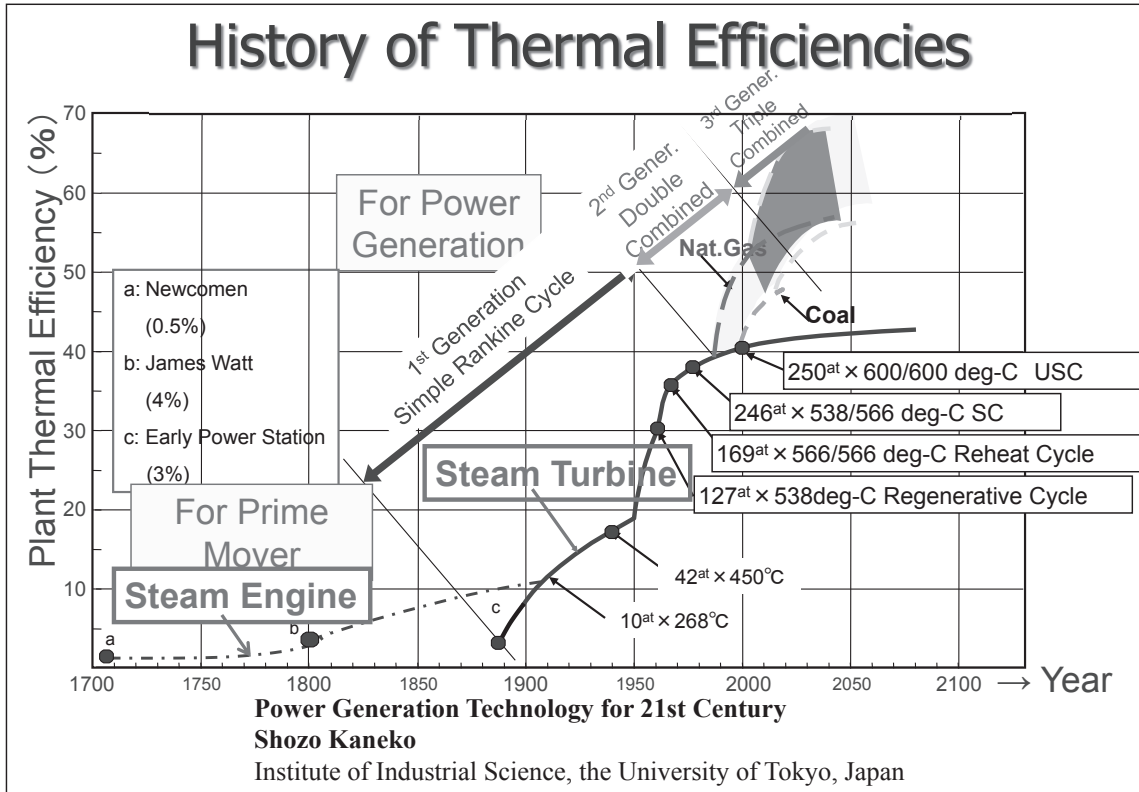 History of Thermal Efficiencies
Plant Thermal Efficiency (%)
70
60
50
40
30
20
10
For Power
Generation
a: Newcomen
(0.5%)
b: James Watt
(4%)
c: Early Power Station
(3%)
For Prime
Mover
Steam Engine
Steam Turbine
1st Generation
Simple Rankine Cycle
2nd Gener.
Double
Combined
3rd Gener.
Triple
Combined
Nat.Gas
Coal
250at × 600/600 deg-C USC
246at × 538/566 deg-C SC
169at × 566/566 deg-C Reheat Cycle
127at × 538deg-C Regenerative Cycle
42at × 450°C
10at × 268°C
a
b
c
1700 1750 1800 1850 1900 1950 2000 2050 2100 → Year
Power Generation Technology for 21st Century
Shozo Kaneko
Institute of Industrial Science, the University of Tokyo, Japan